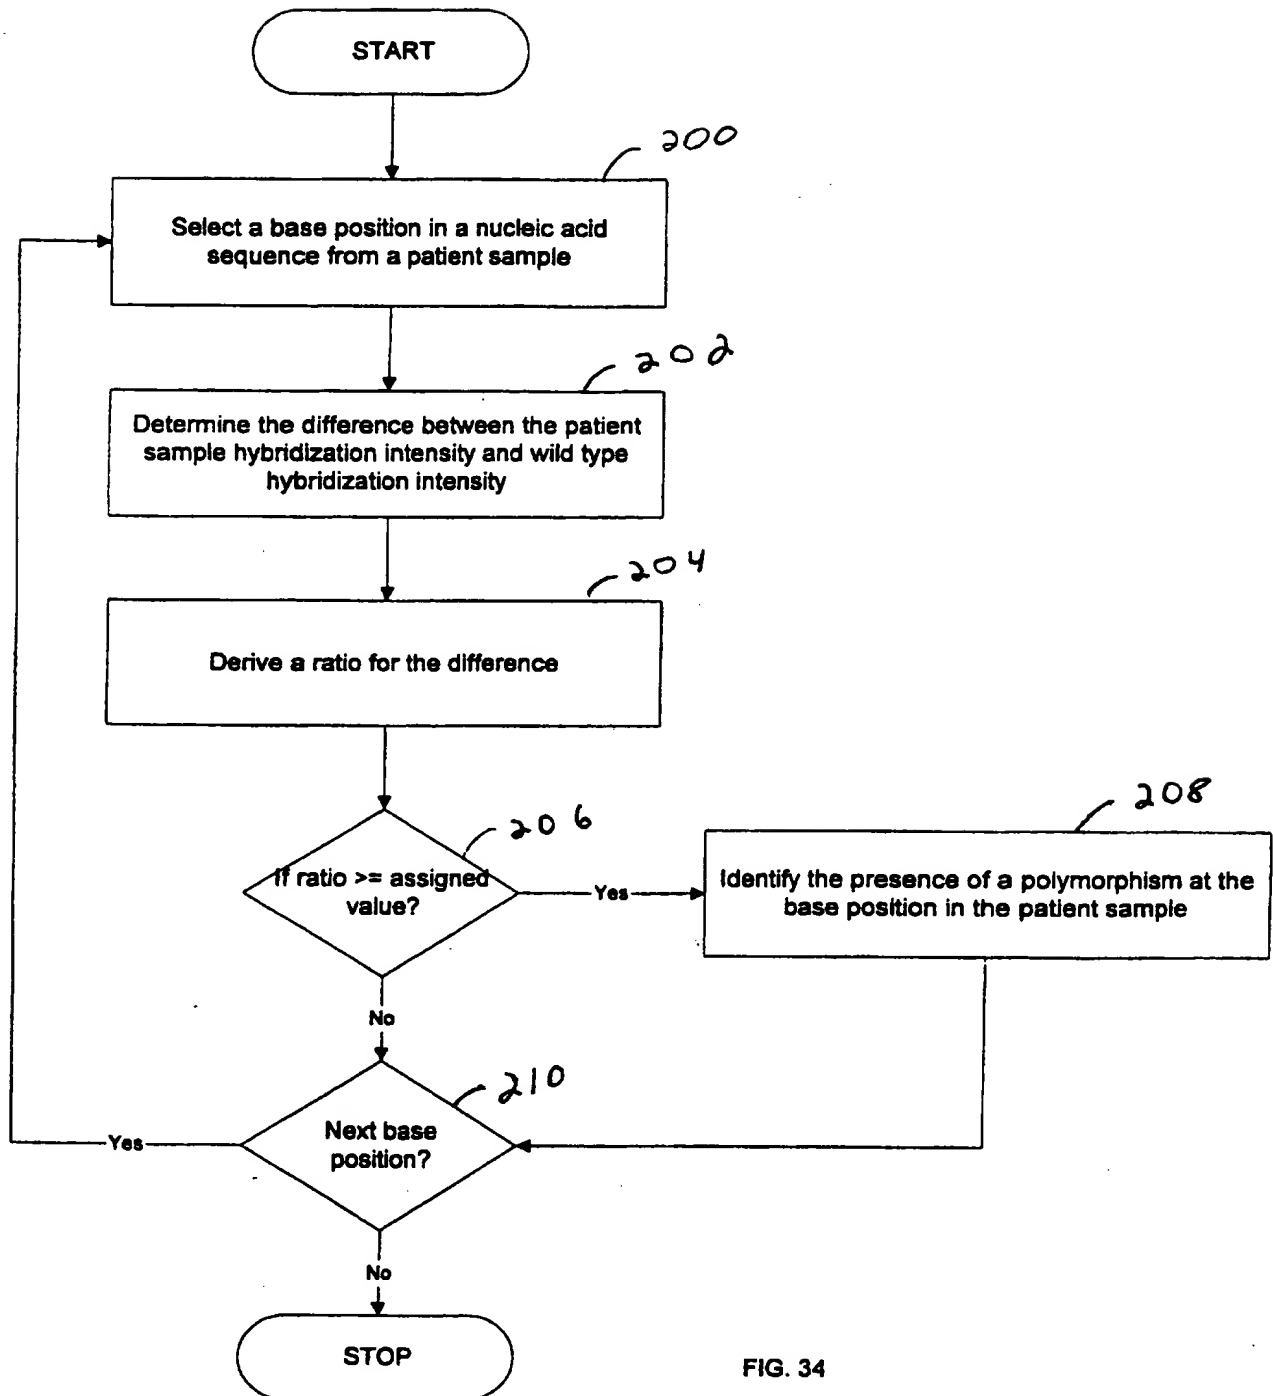 START
200
Select a base position in a nucleic acid
sequence from a patient sample
202
Determine the difference between the patient
sample hybridization intensity and wild type
hybridization intensity
204
Derive a ratio for the difference
206
If ratio >= assigned
value?
Yes
208
Identify the presence of a polymorphism at the
base position in the patient sample
No
210
Next base
position?
Yes
No
STOP
FIG. 34